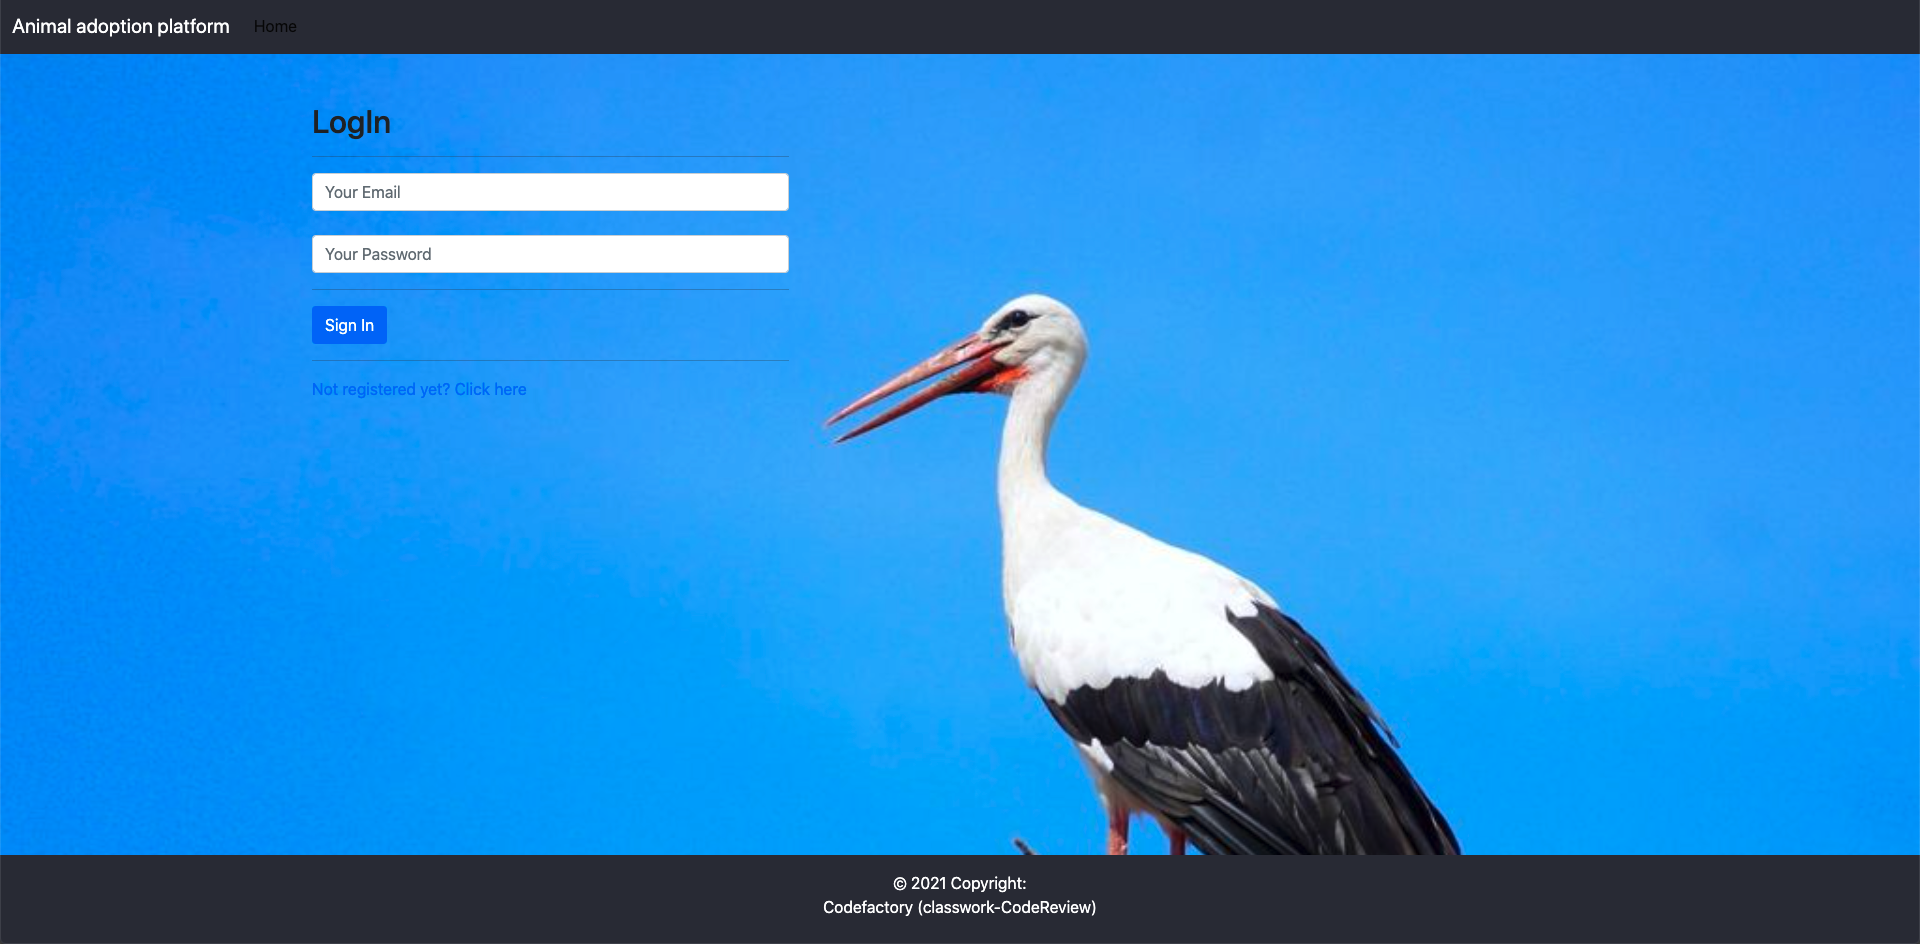 Animal adoption platform Home
LogIn
Your Email
Your Password
Sign In
Not registered yet? Click here
© 2021 Copyright:
Codefactory (classwork-CodeReview)